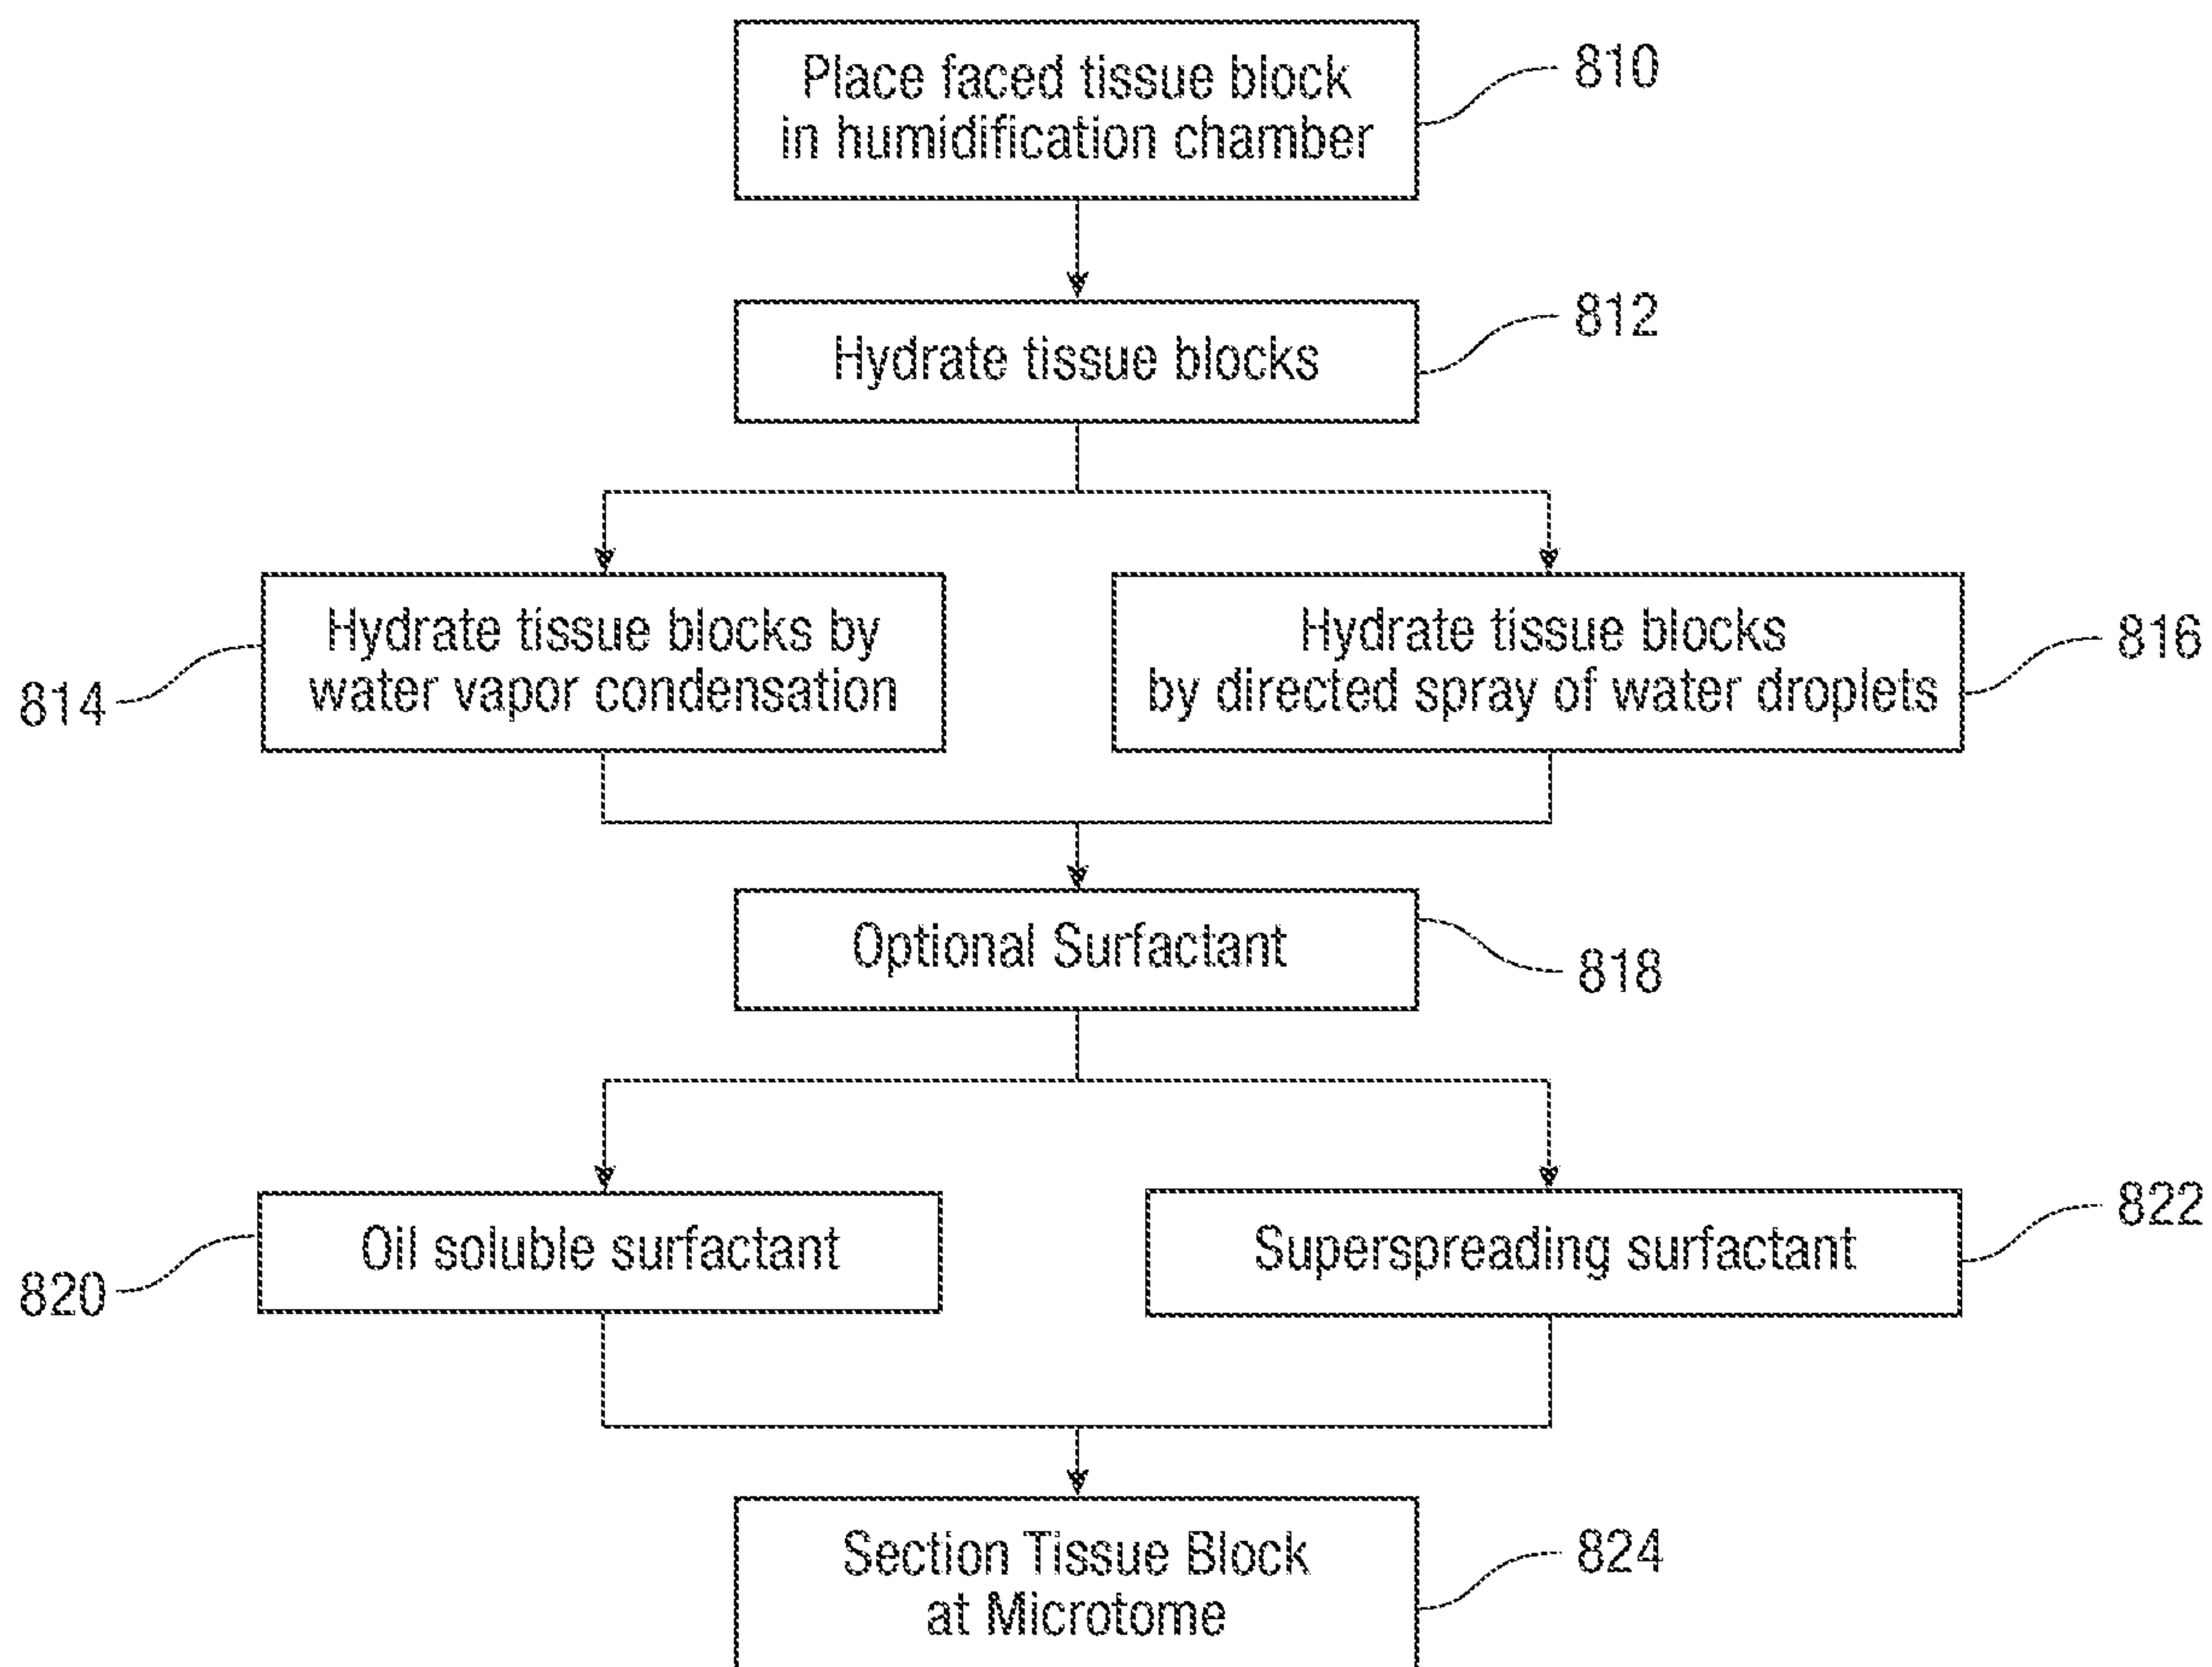 Place faced tissue block
in humidification chamber
810
Hydrate tissue blocks
812
Hydrate tissue blocks by
water vapor condensation
814
Hydrate tissue blocks
by directed spray of water droplets
816
Optional Surfactant
818
Oil soluble surfactant
820
Superspreading surfactant
822
Section Tissue Block
at Microtome
824